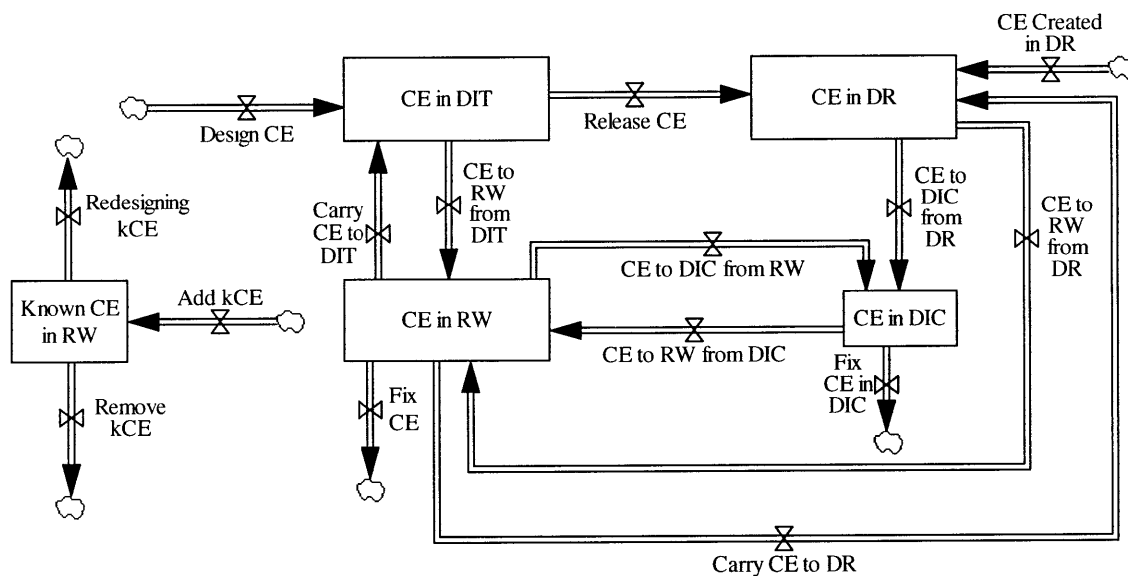 CE Created
in DR
CE in DIT
CE in DR
Design CE
Release CE
Redesigning
kCE
Carry
CE to
DIT
CE to
RW
from
DIT
CE to
DIC
from
DR
CE to
RW
from
DR
CE to DIC from RW
Known CE
in RW
Add kCE
CE in RW
CE in DIC
CE to RW from DIC
Remove
kCE
Fix
CE
Fix
CE in
DIC
Carry CE to DR